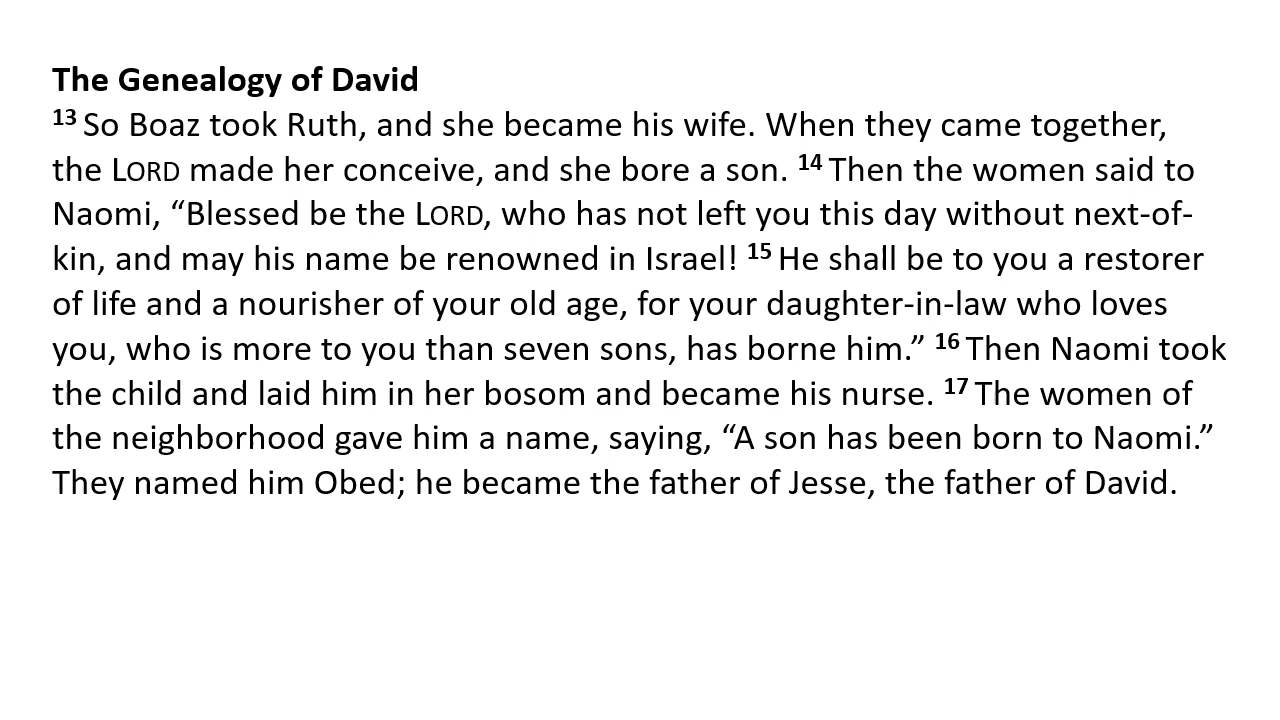 The Genealogy of David
13 So Boaz took Ruth, and she became his wife. When they came together,
the LORD made her conceive, and she bore a son. 14 Then the women said to
Naomi, “Blessed be the LORD, who has not left you this day without next-of-
kin, and may his name be renowned in Israel! 15 He shall be to you a restorer
of life and a nourisher of your old age, for your daughter-in-law who loves
you, who is more to you than seven sons, has borne him.” 16 Then Naomi took
the child and laid him in her bosom and became his nurse. 17 The women of
the neighborhood gave him a name, saying, “A son has been born to Naomi.”
They named him Obed; he became the father of Jesse, the father of David.